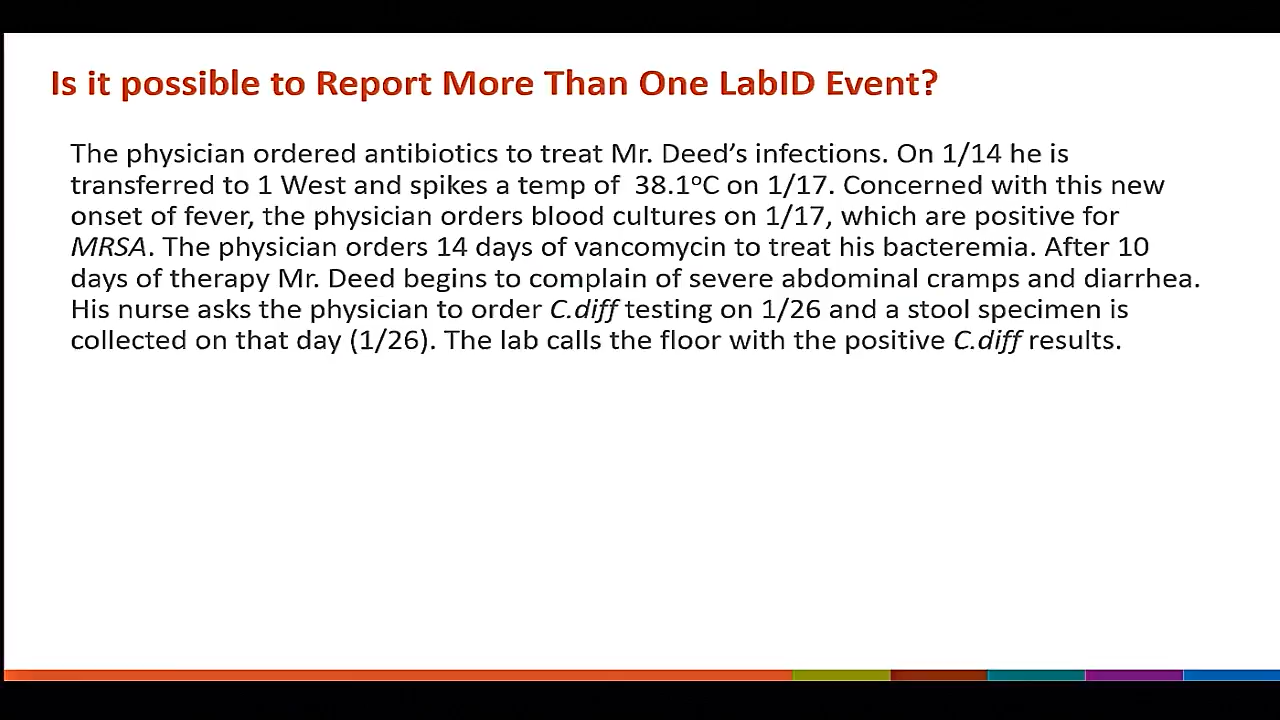 Is it possible to Report More Than One LabID Event?
The physician ordered antibiotics to treat Mr. Deed’s infections. On 1/14 he is
transferred to 1 West and spikes a temp of  38.1ºC on 1/17. Concerned with this new
onset of fever, the physician orders blood cultures on 1/17, which are positive for
MRSA. The physician orders 14 days of vancomycin to treat his bacteremia. After 10
days of therapy Mr. Deed begins to complain of severe abdominal cramps and diarrhea.
His nurse asks the physician to order C.diff testing on 1/26 and a stool specimen is
collected on that day (1/26). The lab calls the floor with the positive C.diff results.